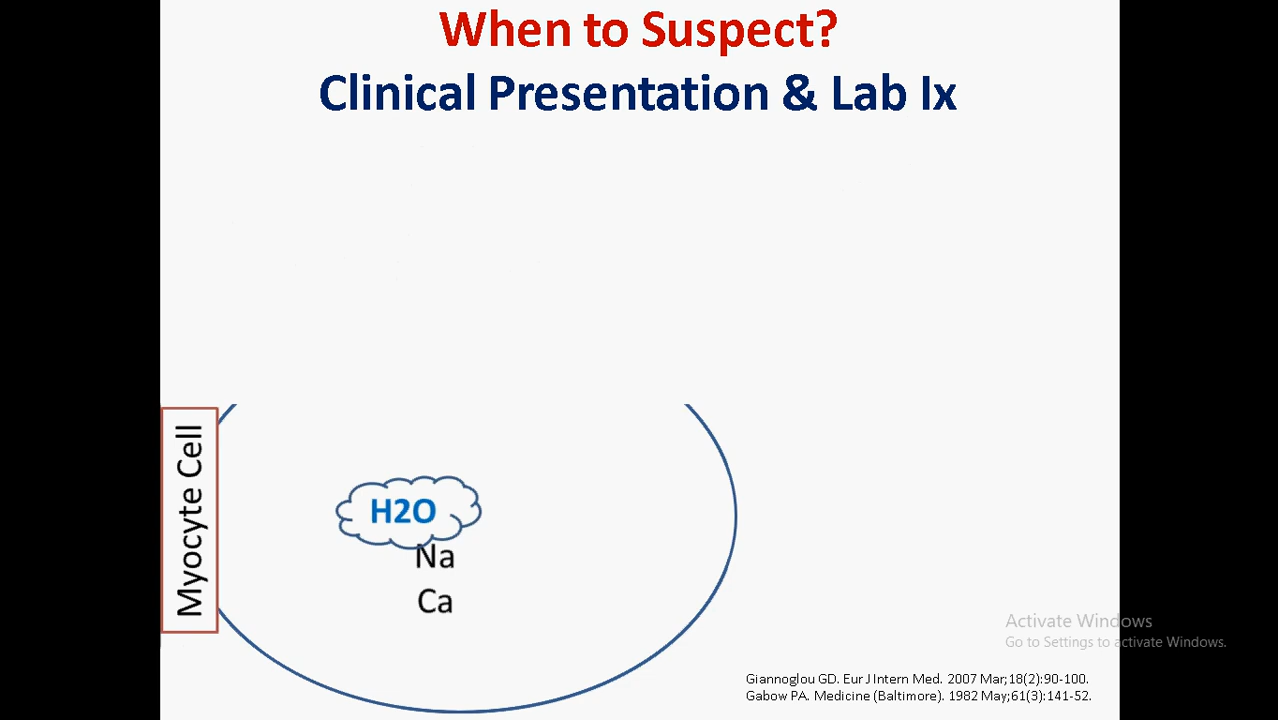 When to Suspect?
Clinical Presentation & Lab Ix
Myocyte Cell
H2O
Na
Ca
Activate Windows
Go to Settings to activate Windows.
Giannoglou GD. Eur J Intern Med. 2007 Mar;18(2):90-100.
Gabow PA. Medicine (Baltimore). 1982 May;61(3):141-52.